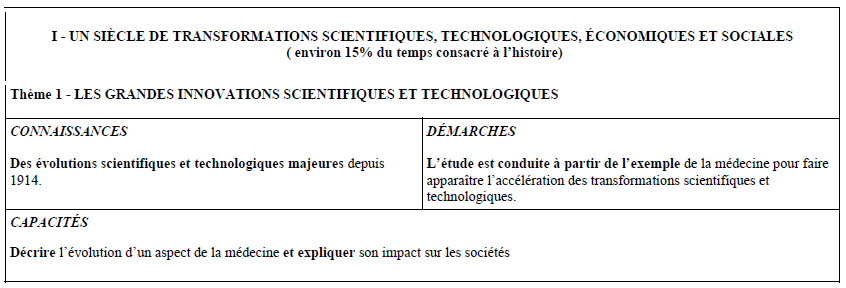 I - UN SIÈCLE DE TRANSFORMATIONS SCIENTIFIQUES, TECHNOLOGIQUES, ÉCONOMIQUES ET SOCIALES
( environ 15% du temps consacré à l’histoire)
Thème 1 - LES GRANDES INNOVATIONS SCIENTIFIQUES ET TECHNOLOGIQUES
CONNAISSANCES
Des évolutions scientifiques et technologiques majeures depuis
1914.
DÉMARCHES
L’étude est conduite à partir de l’exemple de la médecine pour faire
apparaître l’accélération des transformations scientifiques et
technologiques.
CAPACITÉS
Décrire l’évolution d’un aspect de la médecine et expliquer son impact sur les sociétés